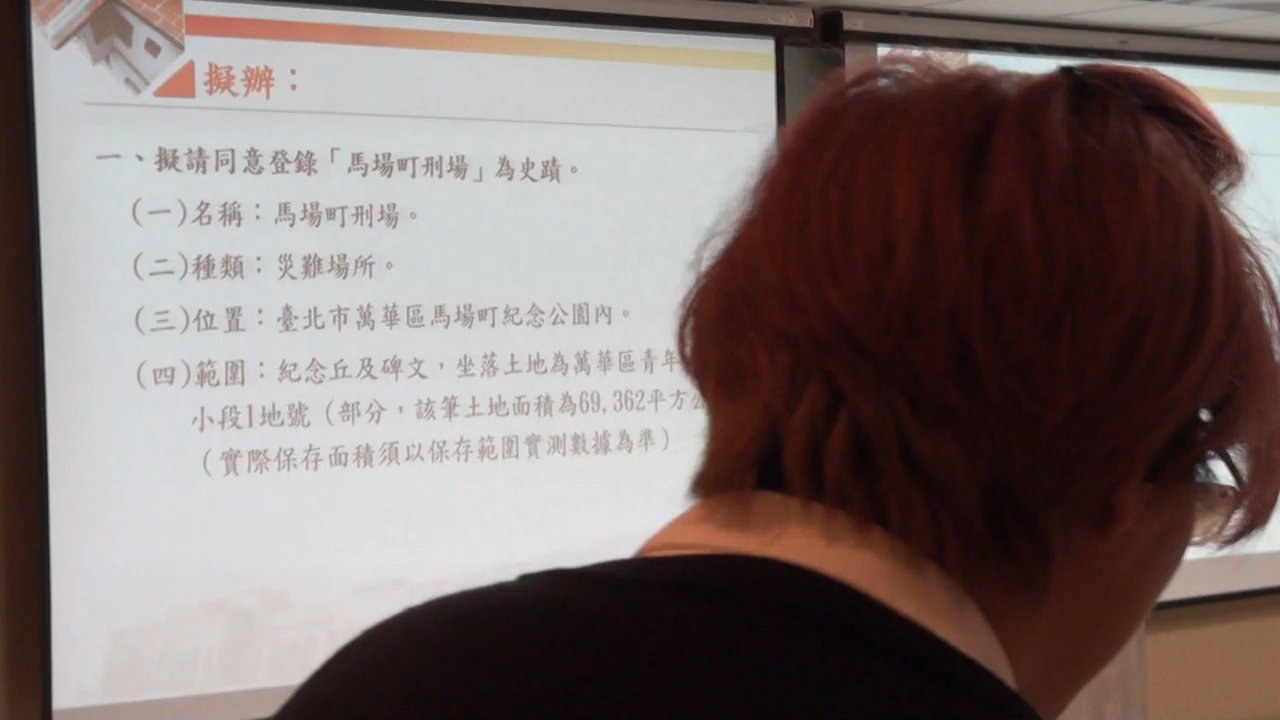 擬辦：
一、擬請同意登錄「馬場町刑場」為史蹟。
(一)名稱：馬場町刑場。
(二)種類：災難場所。
(三)位置：臺北市萬華區馬場町紀念公園內。
(四)範圍：紀念丘及碑文，坐落土地為萬華區青年
小段1地號（部分，該筆土地面積為69,362平方公
（實際保存面積須以保存範圍實測數據為準）